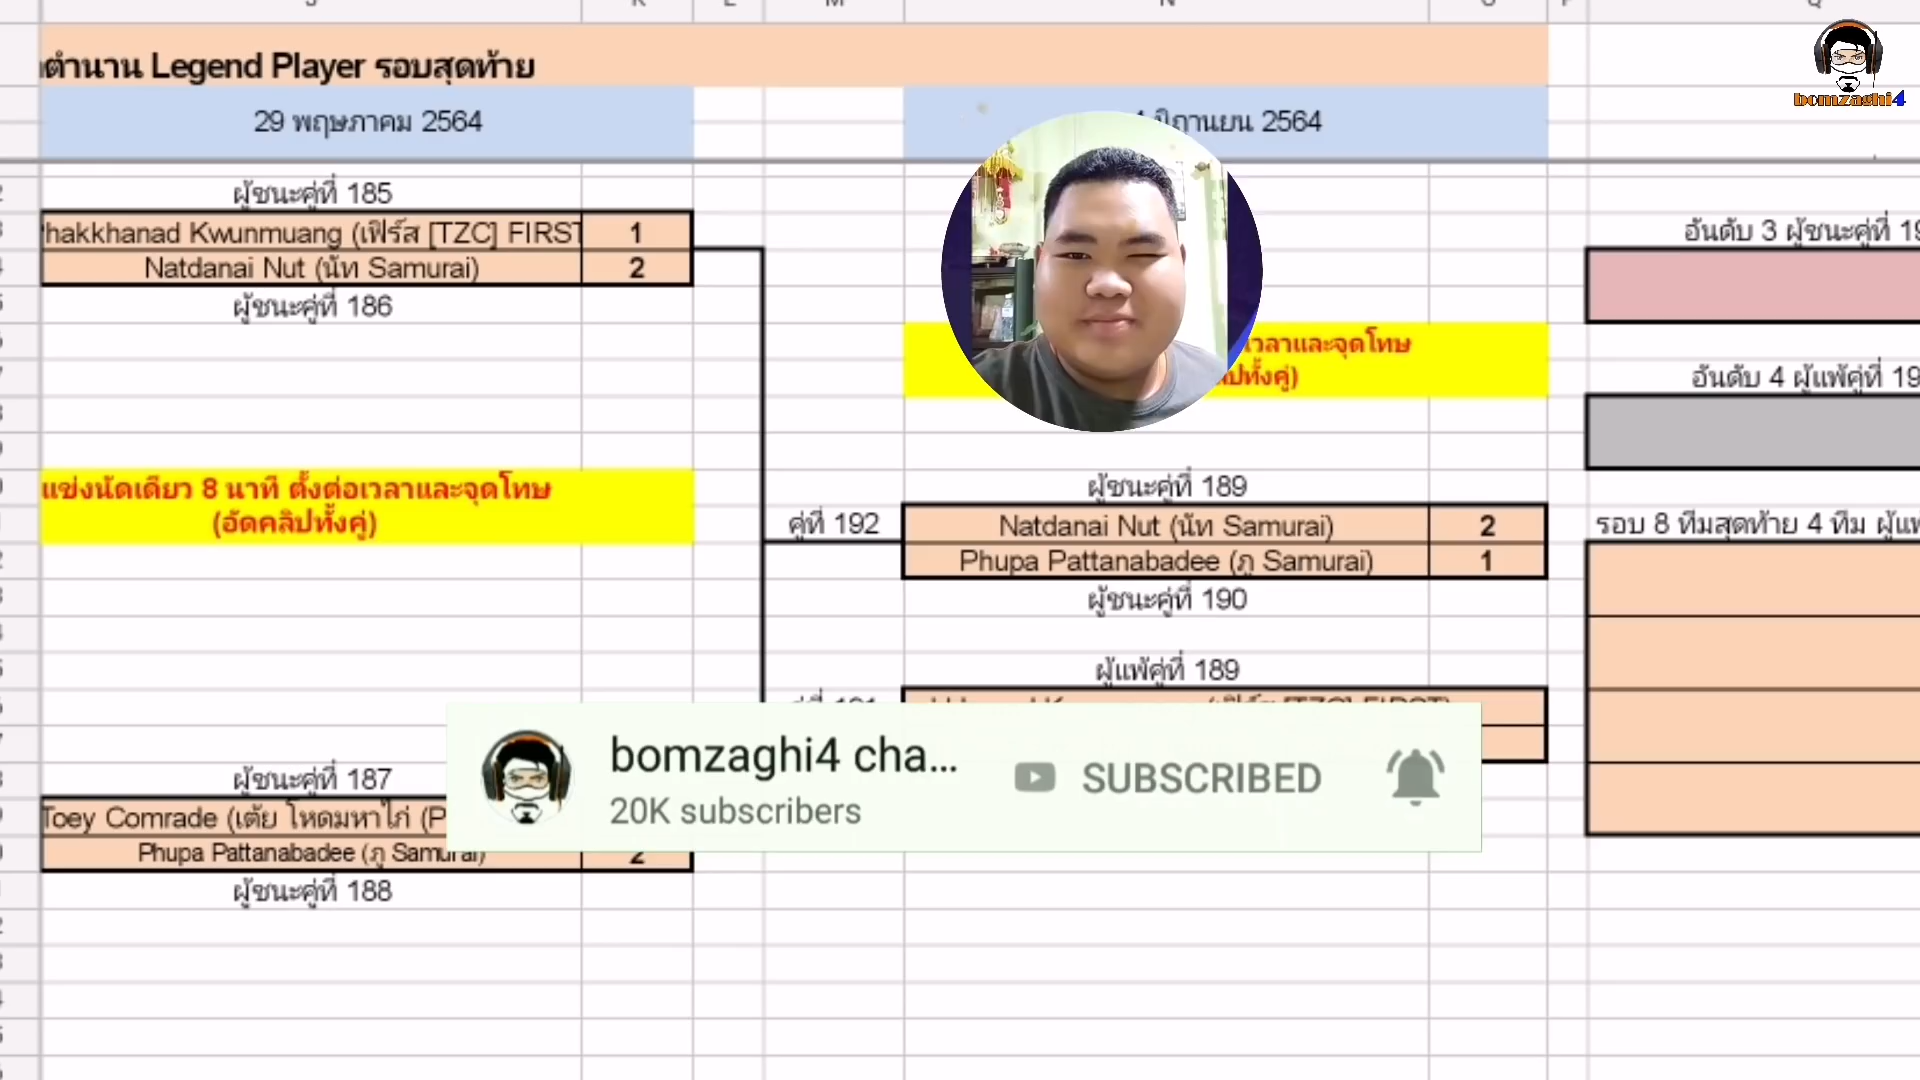 ตำนาน Legend Player รอบสุดท้าย
bomzaghi4
29 พฤษภาคม 2564
มิถุนายน 2564
ผู้ชนะคู่ที่ 185
hakkhanad Kwunmuang (เฟิร์ส [TZC] FIRST 1
Natdanai Nut (นัท Samurai) 2
ผู้ชนะคู่ที่ 186
อันดับ 3 ผู้ชนะคู่ที่ 19
เวลาและจุดโทษ
ปทั้งคู่)
อันดับ 4 ผู้แพ้คู่ที่ 19
แข่งนัดเดียว 8 นาที ตั้งต่อเวลาและจุดโทษ
(อัดคลิปทั้งคู่)
ผู้ชนะคู่ที่ 189
คู่ที่ 192
Natdanai Nut (นัท Samurai) 2
Phupa Pattanabadee (ภู Samurai) 1
ผู้ชนะคู่ที่ 190
รอบ 8 ทีมสุดท้าย 4 ทีม ผู้แพ
ผู้แพ้คู่ที่ 189
bomzaghi4 cha...
20K subscribers
SUBSCRIBED
ผู้ชนะคู่ที่ 187
Toey Comrade (เต้ย โหดมหาไก่ (P
Phupa Pattanabadee (ภู Samurai) 2
ผู้ชนะคู่ที่ 188